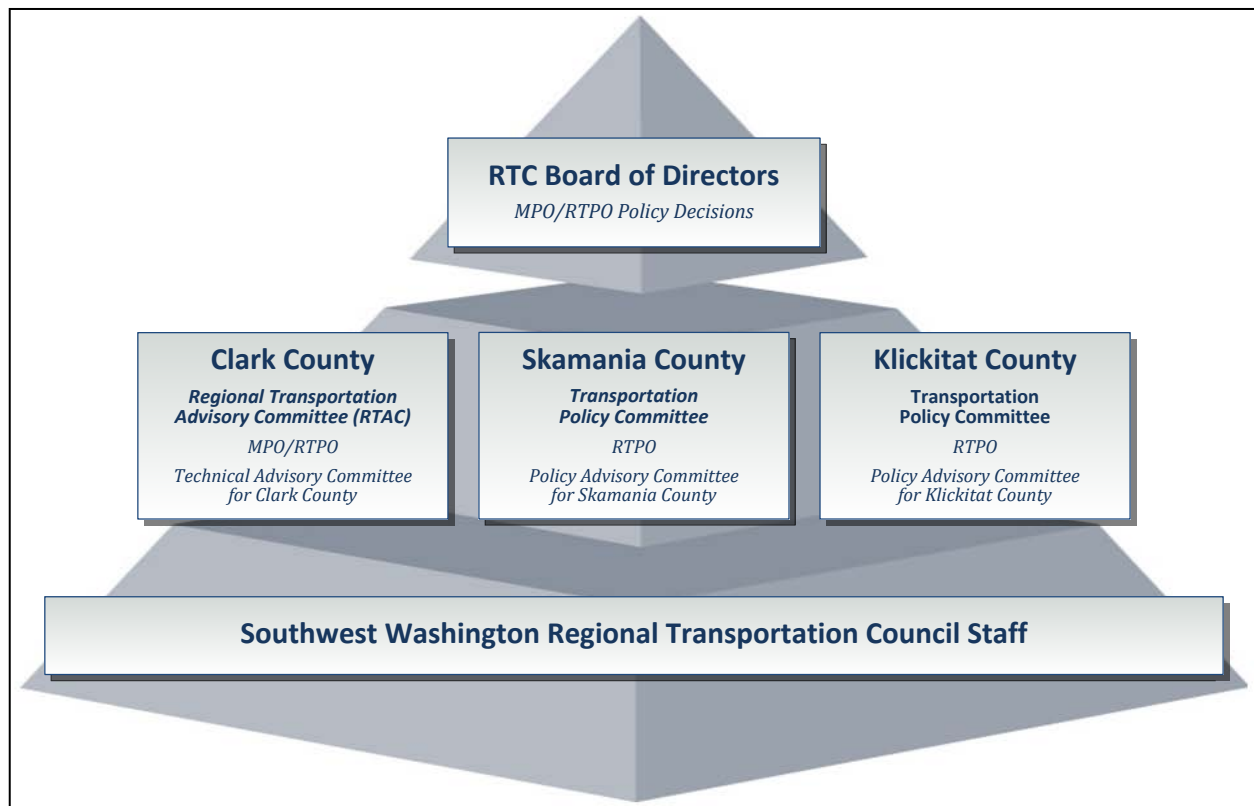 RTC Board of Directors
MPO/RTPO Policy Decisions
Clark County
Regional Transportation
Advisory Committee (RTAC)
MPO/RTPO
Technical Advisory Committee
for Clark County
Skamania County
Transportation
Policy Committee
RTPO
Policy Advisory Committee
for Skamania County
Klickitat County
Transportation
Policy Committee
RTPO
Policy Advisory Committee
for Klickitat County
Southwest Washington Regional Transportation Council Staff